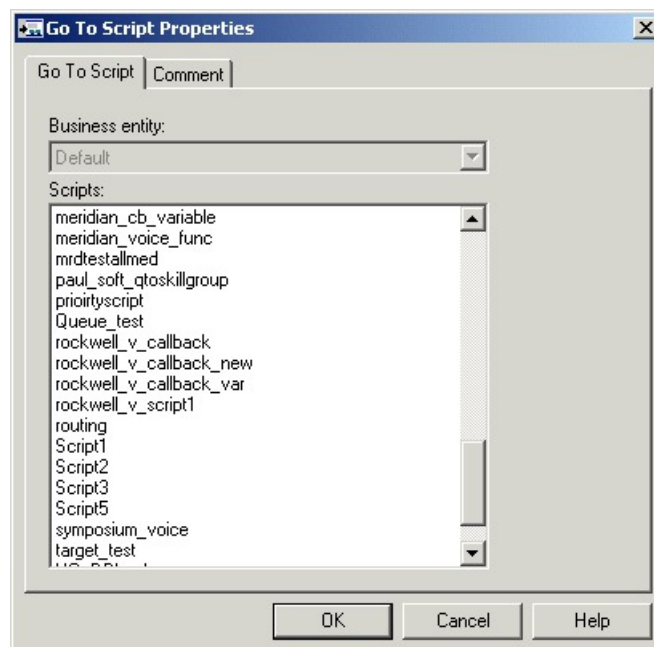 Go To Script Properties
Go To Script
Comment
Business entity:
Default
Scripts:
meridian_cb_variable
meridian_voice_func
mrdtestallmed
paul_soft_qtoskillgroup
prioirtyscript
Queue_test
rockwell_v_callback
rockwell_v_callback_new
rockwell_v_callback_var
rockwell_v_script1
routing
Script1
Script2
Script3
Script5
symposium_voice
target_test
OK
Cancel
Help